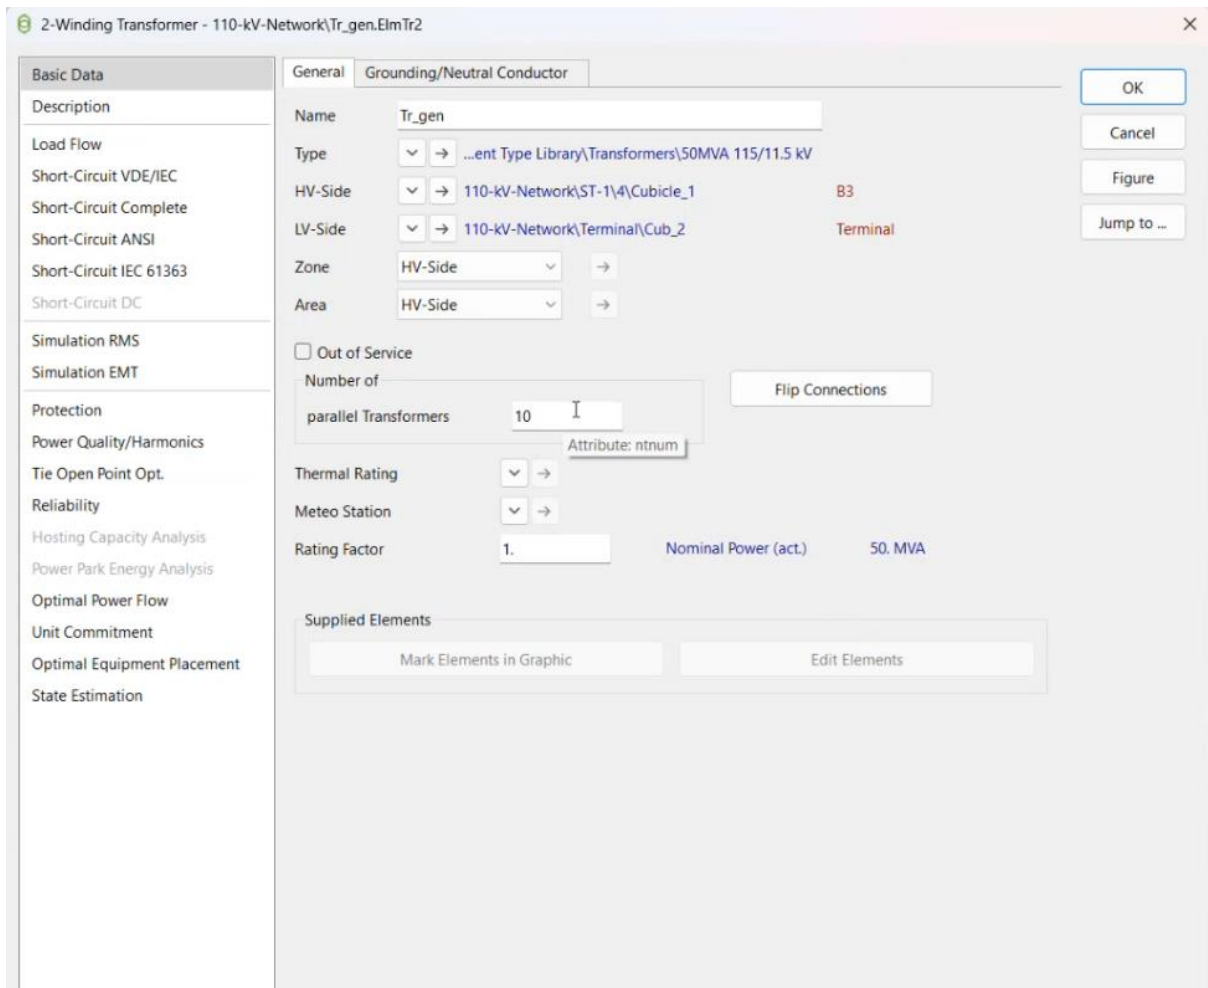 2-Winding Transformer - 110-kV-Network\Tr_gen.ElmTr2
Basic Data
Description
Load Flow
Short-Circuit VDE/IEC
Short-Circuit Complete
Short-Circuit ANSI
Short-Circuit IEC 61363
Short-Circuit DC
Simulation RMS
Simulation EMT
Protection
Power Quality/Harmonics
Tie Open Point Opt.
Reliability
Hosting Capacity Analysis
Power Park Energy Analysis
Optimal Power Flow
Unit Commitment
Optimal Equipment Placement
State Estimation
General Grounding/Neutral Conductor
Name Tr_gen
Type ...ent Type Library\Transformers\50MVA 115/11.5 kV
HV-Side 110-kV-Network\ST-1\4\Cubicle_1 B3
LV-Side 110-kV-Network\Terminal\Cub_2 Terminal
Zone HV-Side
Area HV-Side
Out of Service
Number of
parallel Transformers 10
Flip Connections
Attribute: ntnum
Thermal Rating
Meteo Station
Rating Factor 1. Nominal Power (act.) 50. MVA
Supplied Elements
Mark Elements in Graphic Edit Elements
OK
Cancel
Figure
Jump to ...